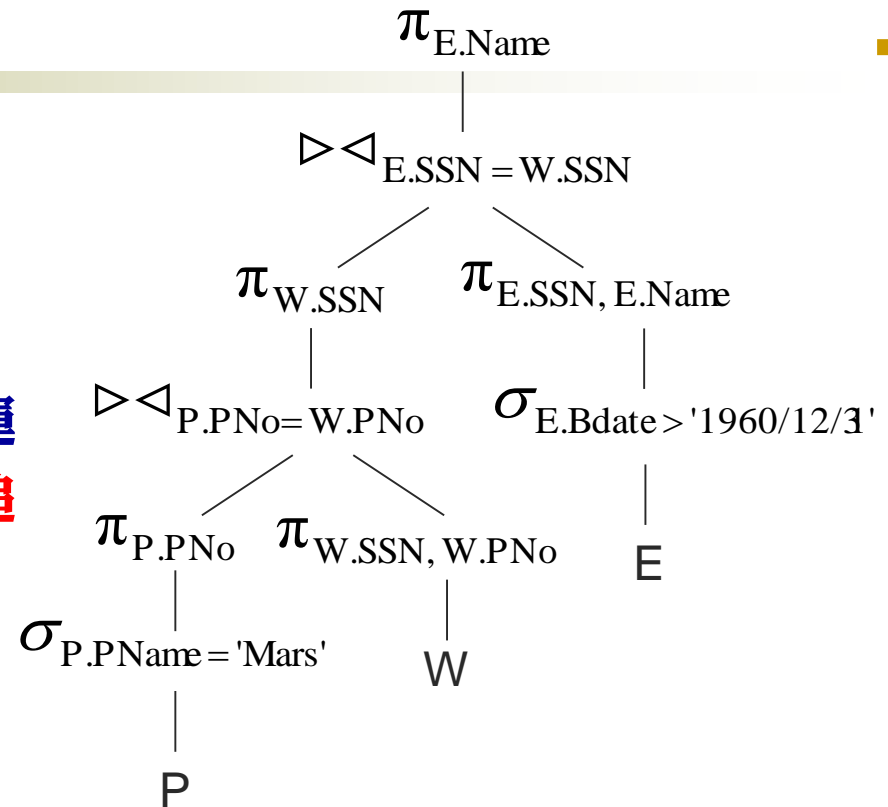 π E.Name
▷◁ E.SSN = W.SSN
π W.SSN π E.SSN, E.Name
▷◁ P.PNo= W.PNo σ E.Bdate > '1960/12/31'
π P.PNo π W.SSN, W.PNo E
σ P.PName = 'Mars' W
P